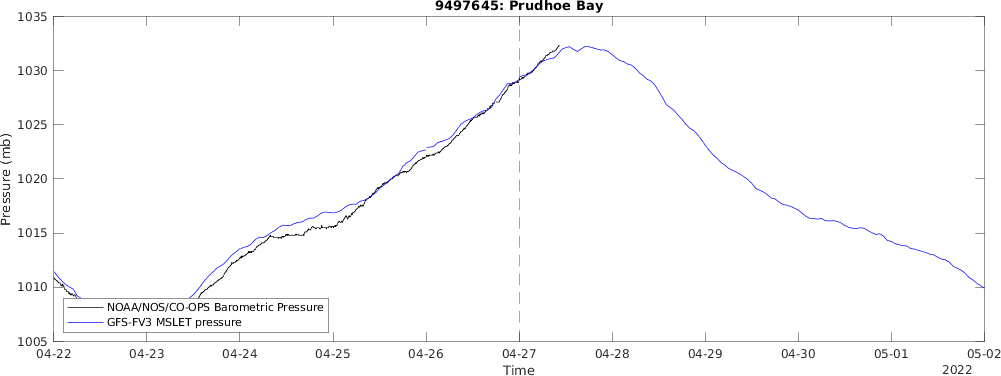 9497645: Prudhoe Bay
1035
1030
1025
1020
1015
1010
1005
Pressure (mb)
NOAA/NOS/CO-OPS Barometric Pressure
GFS-FV3 MSLET pressure
04-22 04-23 04-24 04-25 04-26 04-27 04-28 04-29 04-30 05-01 05-02
Time
2022